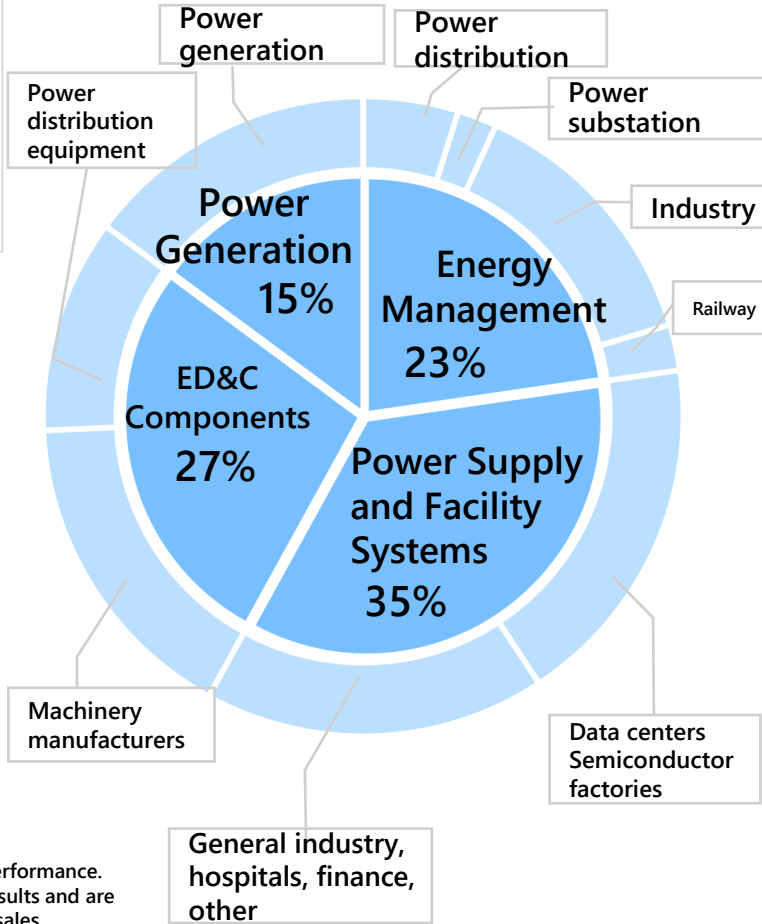 Power
generation
Power
distribution
Power
distribution
equipment
Power
substation
Industry
Railway
Power
Generation
15%
Energy
Management
23%
ED&C
Components
27%
Power Supply
and Facility
Systems
35%
Machinery
manufacturers
Data centers
Semiconductor
factories
General industry,
hospitals, finance,
other
erformance.
sults and are
sales